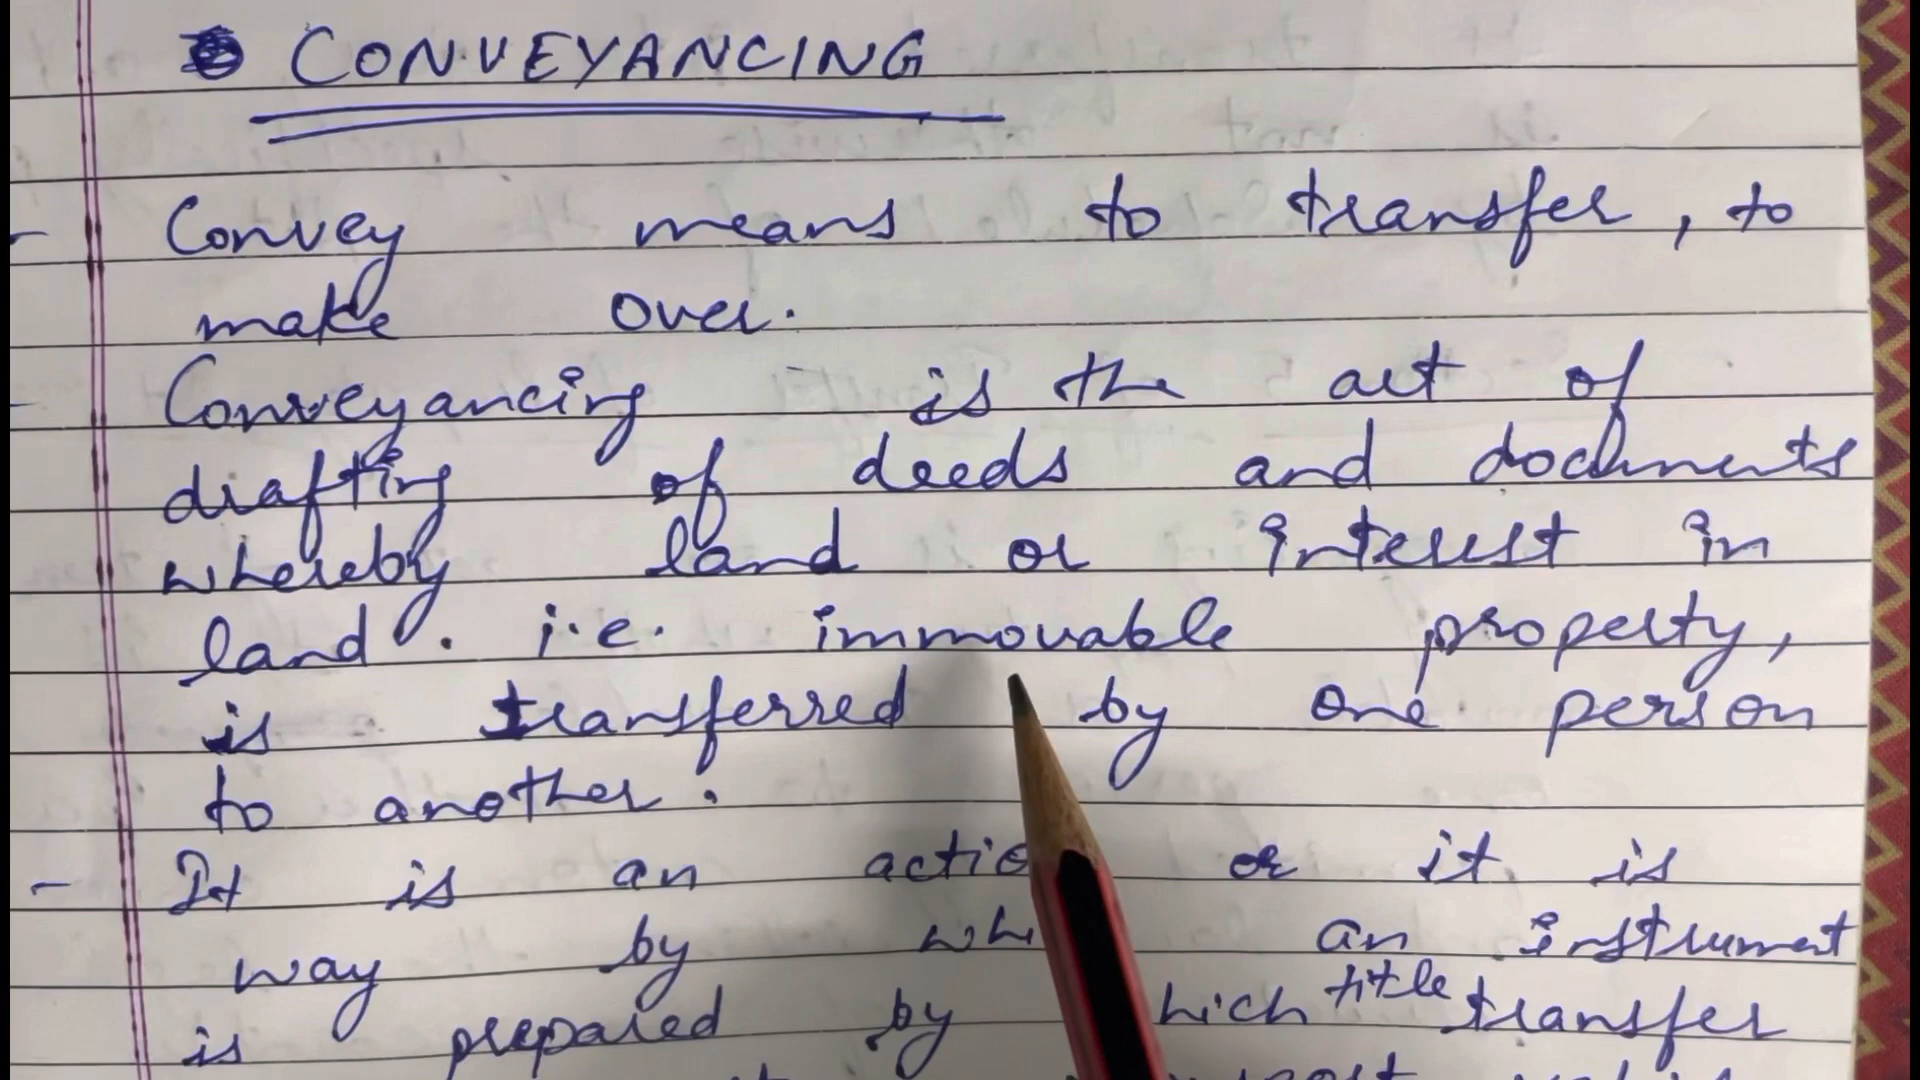 CONVEYANCING
- Convey means to transfer, to
make over.
- Conveyancing is the act of
drafting of deeds and documents
whereby land or interest in
land. i.e. immovable property,
is transferred by one person
to another.
- It is an actio or it is
way by wh an instrument
is prepared by hich title transfer